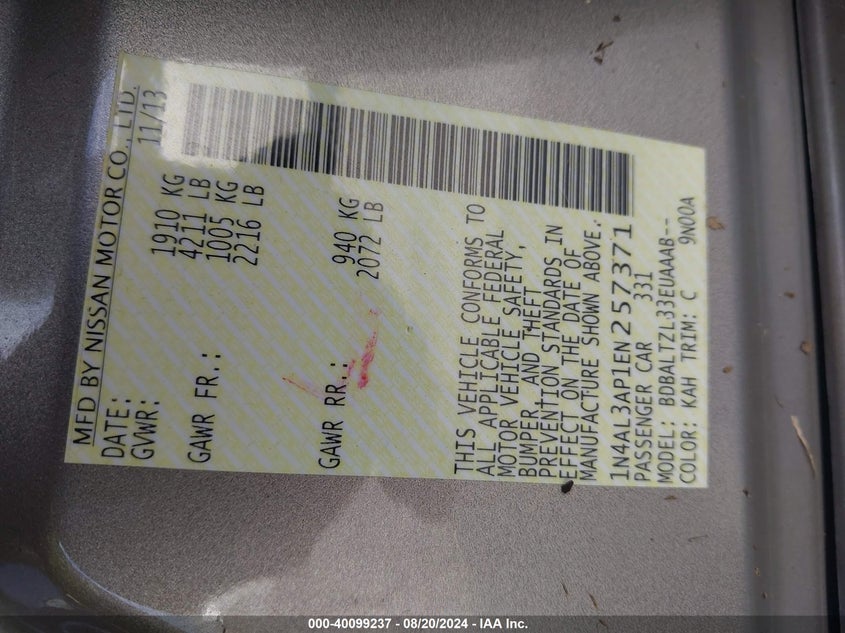 MFD BY NISSAN MOTOR CO., LTD.
DATE: 11/13
GVWR: 1910 KG
4211 LB
GAWR FR.: 1005 KG
2216 LB
GAWR RR.: 940 KG
2072 LB
THIS VEHICLE CONFORMS TO
ALL APPLICABLE FEDERAL
MOTOR VEHICLE SAFETY,
BUMPER, AND THEFT
PREVENTION STANDARDS IN
EFFECT ON THE DATE OF
MANUFACTURE SHOWN ABOVE.
1N4AL3AP1EN257371
PASSENGER CAR 331
MODEL: BDBALTZL33EUAAAB--
COLOR: KAH TRIM: C 9N00A
000-40099237 - 08/20/2024 - IAA Inc.